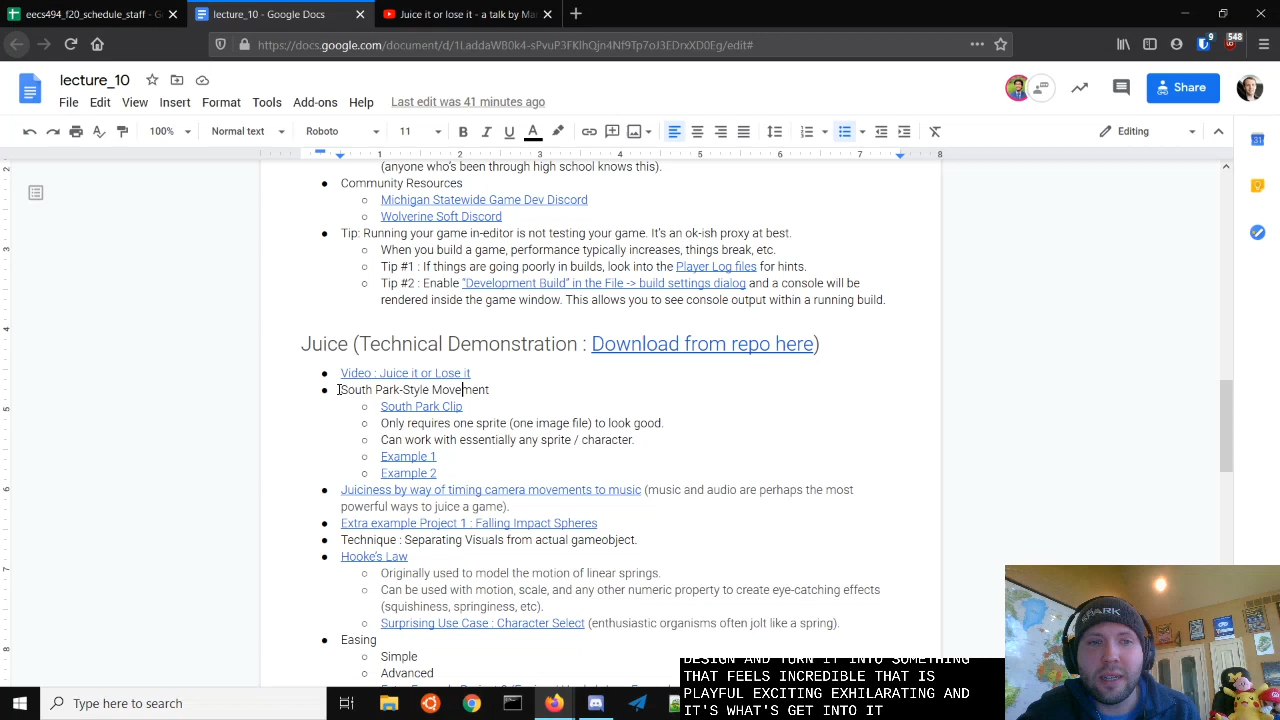 eecs494_f20_schedule_staff - Go
lecture_10 - Google Docs
Juice it or lose it - a talk by Ma
https://docs.google.com/document/d/1LaddaWB0k4-sPvuP3FKlhQjn4Nf9Tp7oJ3EDrxXD0Eg/edit#
9
548
lecture_10
File Edit View Insert Format Tools Add-ons Help Last edit was 41 minutes ago
Share
100% Normal text Roboto 11 Editing
1 2 3 4 5 6 7 8
(anyone who's been through high school knows this).
Community Resources
Michigan Statewide Game Dev Discord
Wolverine Soft Discord
Tip: Running your game in-editor is not testing your game. It's an ok-ish proxy at best.
When you build a game, performance typically increases, things break, etc.
Tip #1 : If things are going poorly in builds, look into the Player Log files for hints.
Tip #2 : Enable "Development Build" in the File -> build settings dialog and a console will be
rendered inside the game window. This allows you to see console output within a running build.
Juice (Technical Demonstration : Download from repo here)
Video : Juice it or Lose it
South Park-Style Movement
South Park Clip
Only requires one sprite (one image file) to look good.
Can work with essentially any sprite / character.
Example 1
Example 2
Juiciness by way of timing camera movements to music (music and audio are perhaps the most
powerful ways to juice a game).
Extra example Project 1 : Falling Impact Spheres
Technique : Separating Visuals from actual gameobject.
Hooke's Law
Originally used to model the motion of linear springs.
Can be used with motion, scale, and any other numeric property to create eye-catching effects
(squishiness, springiness, etc).
Surprising Use Case : Character Select (enthusiastic organisms often jolt like a spring).
Easing
Simple
Advanced
DESIGN AND TURN IT INTO SOMETHING
THAT FEELS INCREDIBLE THAT IS
PLAYFUL EXCITING EXHILARATING AND
IT'S WHAT'S GET INTO IT
Type here to search